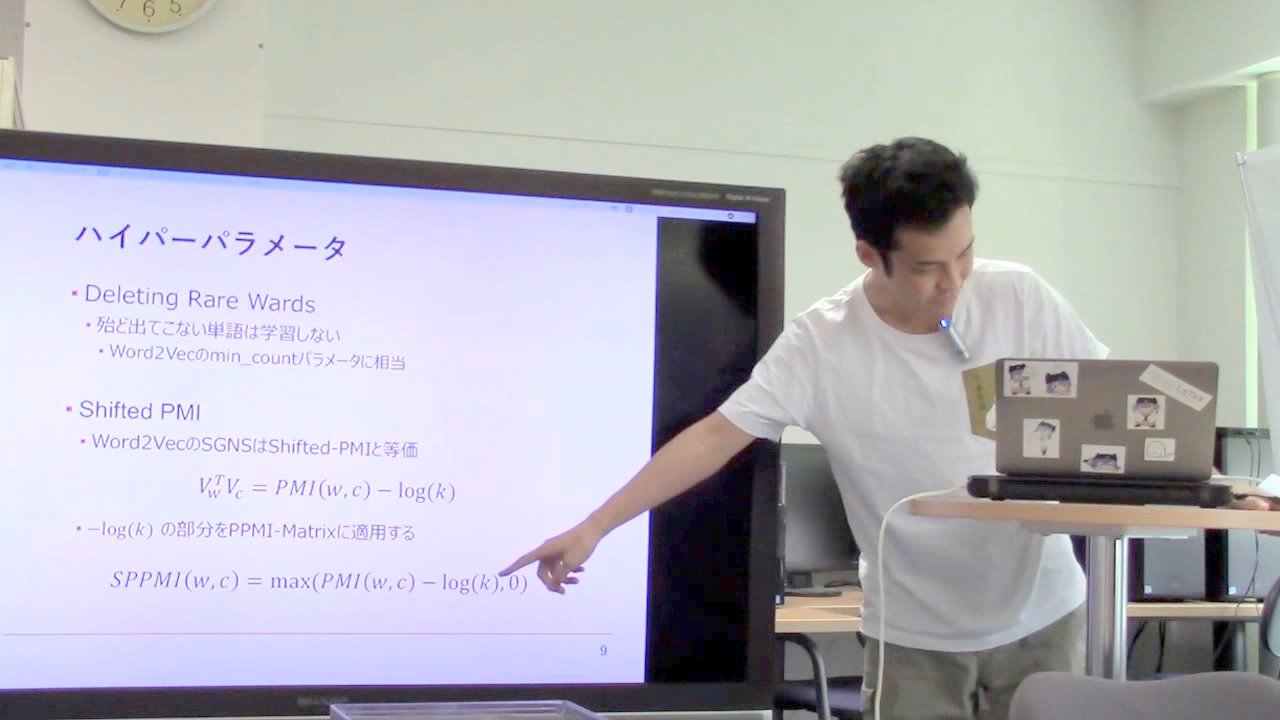 7 6 5
ハイパーパラメータ
Deleting Rare Wards
殆ど出てこない単語は学習しない
Word2Vecのmin_countパラメータに相当
Shifted PMI
Word2VecのSGNSはShifted-PMIと等価
V_w^T V_c = PMI(w, c) − log(k)
−log(k) の部分をPPMI-Matrixに適用する
SPPMI(w, c) = max(PMI(w, c) − log(k), 0)
9
LaTeX